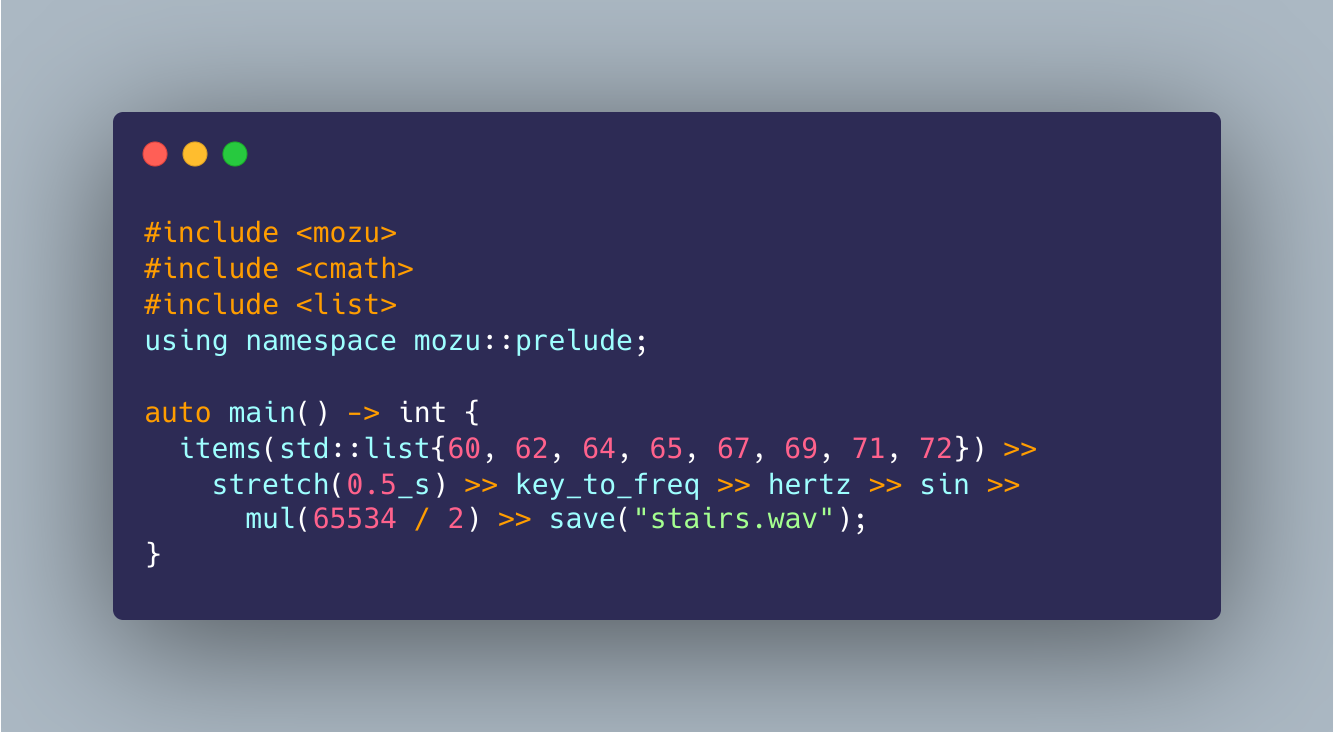 #include <mozu>
#include <cmath>
#include <list>
using namespace mozu::prelude;
auto main() -> int {
items(std::list{60, 62, 64, 65, 67, 69, 71, 72}) >>
stretch(0.5_s) >> key_to_freq >> hertz >> sin >>
mul(65534 / 2) >> save("stairs.wav");
}